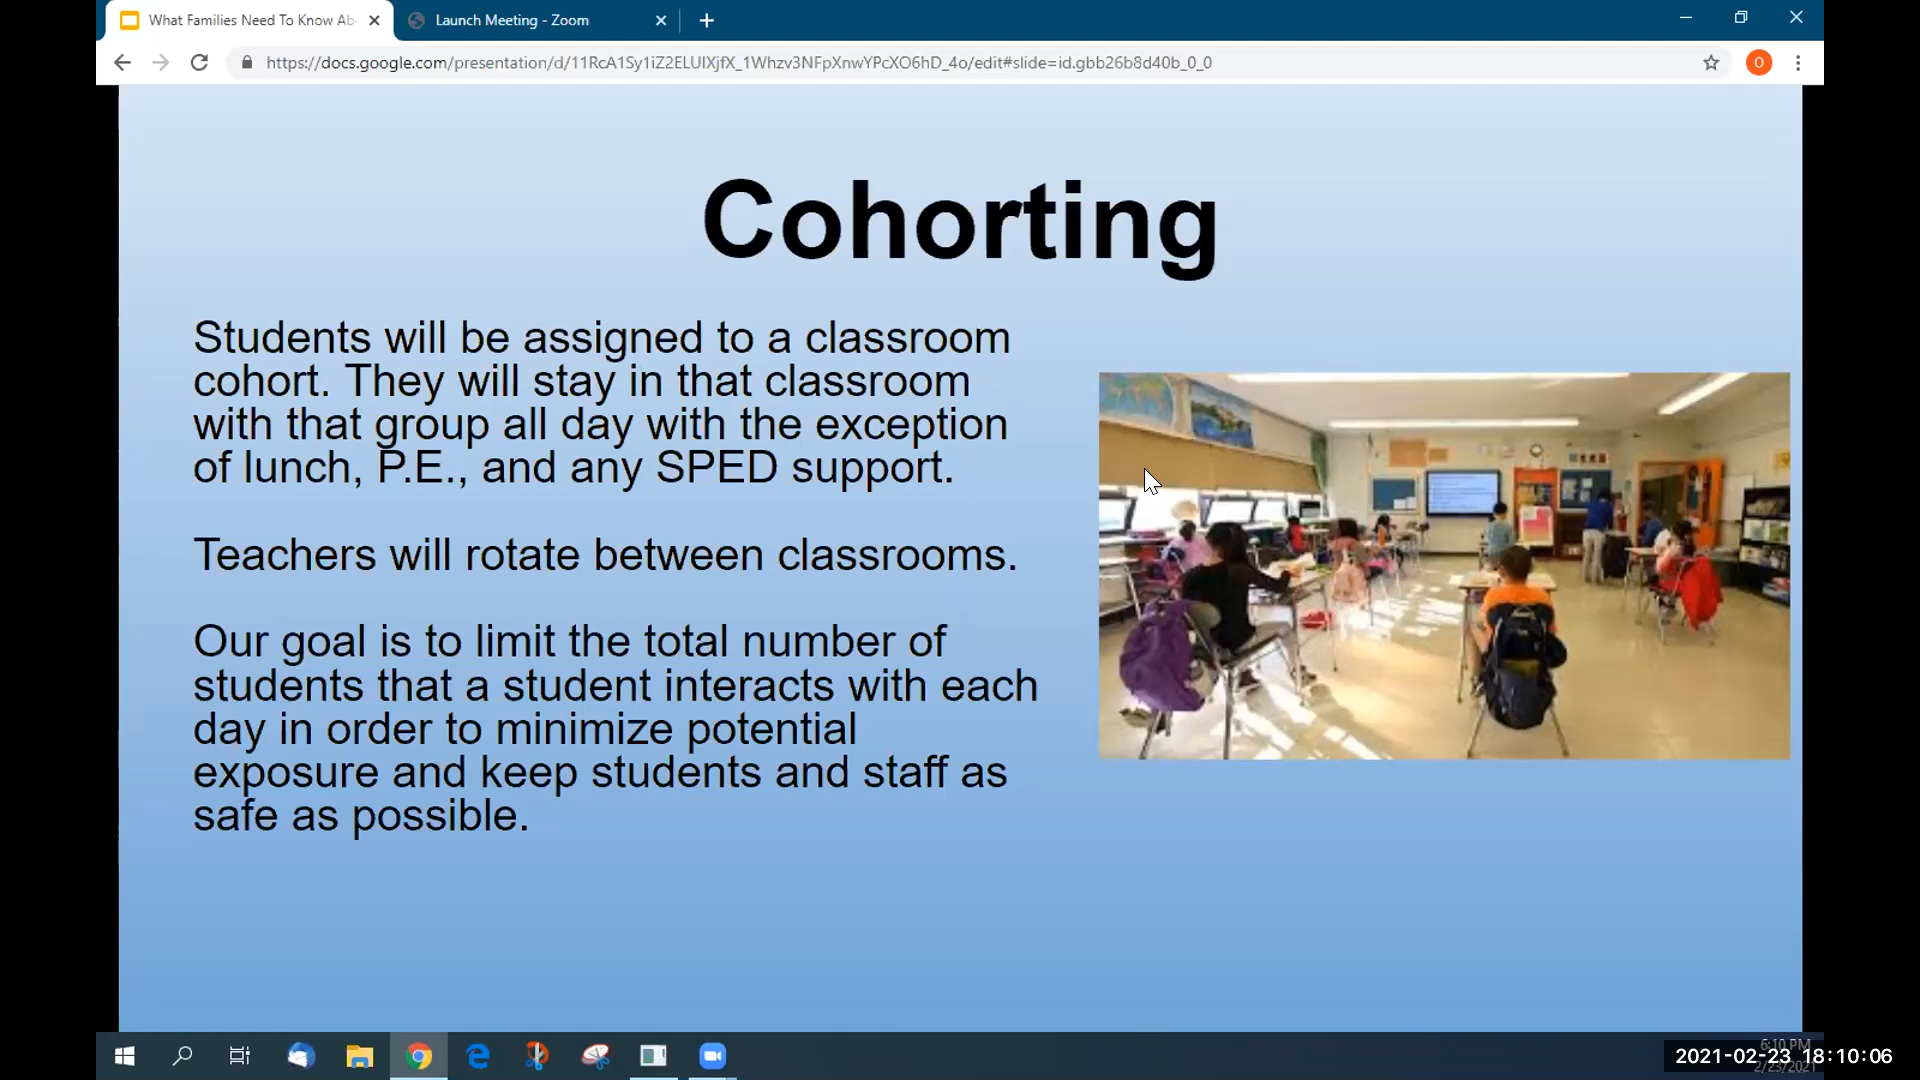 What Families Need To Know Ab
Launch Meeting - Zoom
https://docs.google.com/presentation/d/11RcA1Sy1iZ2ELUIXjfX_1Whzv3NFpXnwYPcXO6hD_4o/edit#slide=id.gbb26b8d40b_0_0
O
Cohorting
Students will be assigned to a classroom
cohort. They will stay in that classroom
with that group all day with the exception
of lunch, P.E., and any SPED support.
Teachers will rotate between classrooms.
Our goal is to limit the total number of
students that a student interacts with each
day in order to minimize potential
exposure and keep students and staff as
safe as possible.
6:10 PM
2021-02-23 18:10:06
2/23/2021